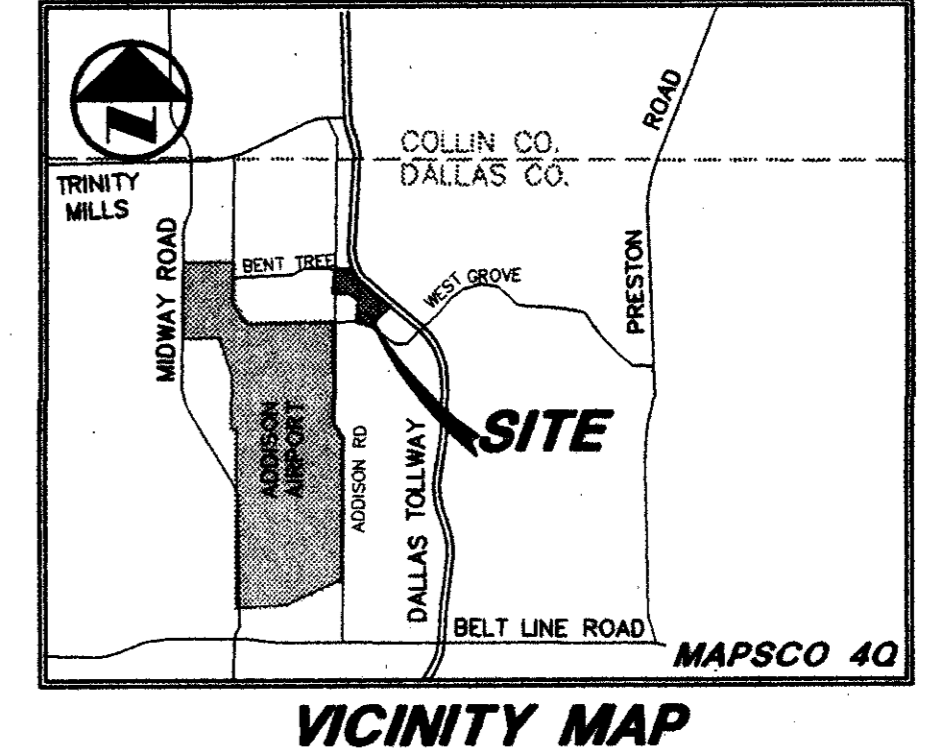 COLLIN CO.
DALLAS CO.
ROAD
TRINITY
MILLS
MIDWAY ROAD
BENT TREE
WEST GROVE
PRESTON
ADDISON
AIRPORT
ADDISON RD
DALLAS TOLLWAY
SITE
BELT LINE ROAD
MAPSCO 4Q
VICINITY MAP